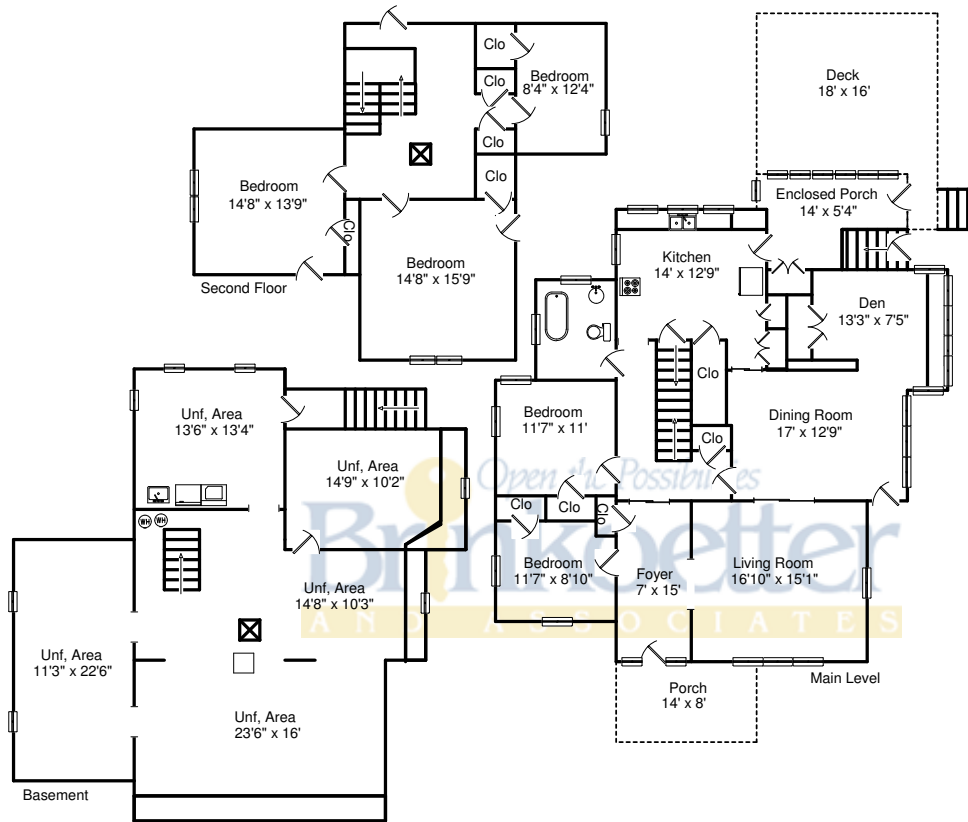 Clo
Clo
Bedroom
8'4" x 12'4"
Clo
Clo
Bedroom
14'8" x 13'9"
Clo
Bedroom
14'8" x 15'9"
Second Floor
Deck
18' x 16'
Enclosed Porch
14' x 5'4"
Kitchen
14' x 12'9"
Den
13'3" x 7'5"
Clo
Dining Room
17' x 12'9"
Clo
Bedroom
11'7" x 11'
Clo
Clo
Clo
Bedroom
11'7" x 8'10"
Foyer
7' x 15'
Living Room
16'10" x 15'1"
Main Level
Porch
14' x 8'
Unf, Area
13'6" x 13'4"
Unf, Area
14'9" x 10'2"
WH
WH
Unf, Area
14'8" x 10'3"
Unf, Area
11'3" x 22'6"
Unf, Area
23'6" x 16'
Basement
Open the Possibilities
Brinkoetter
AND ASSOCIATES